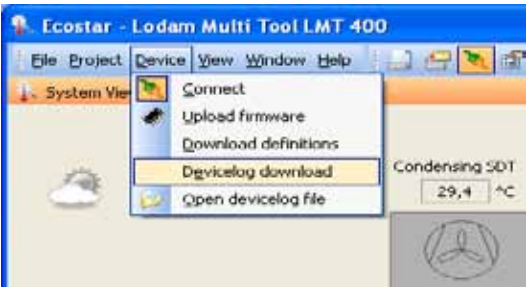 Ecostar - Lodam Multi Tool LMT 400
File Project Device View Window Help
System Vie
Connect
Upload firmware
Download definitions
Devicelog download
Open devicelog file
Condensing SDT
29,4 °C